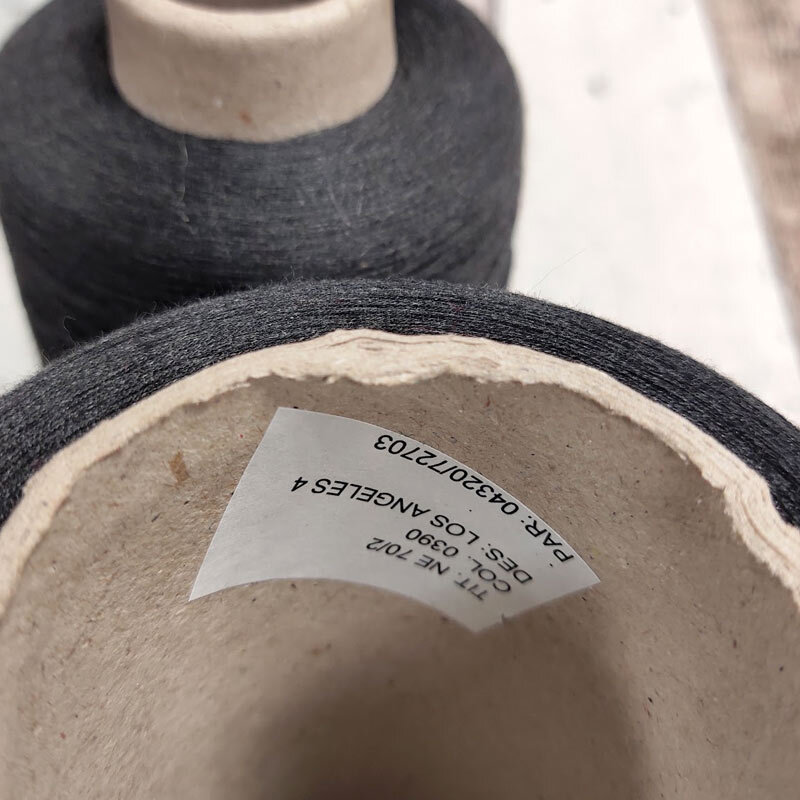 TIT: NE 70/2
COL. 0390
DES: LOS ANGELES 4
PAR: 04320/72703